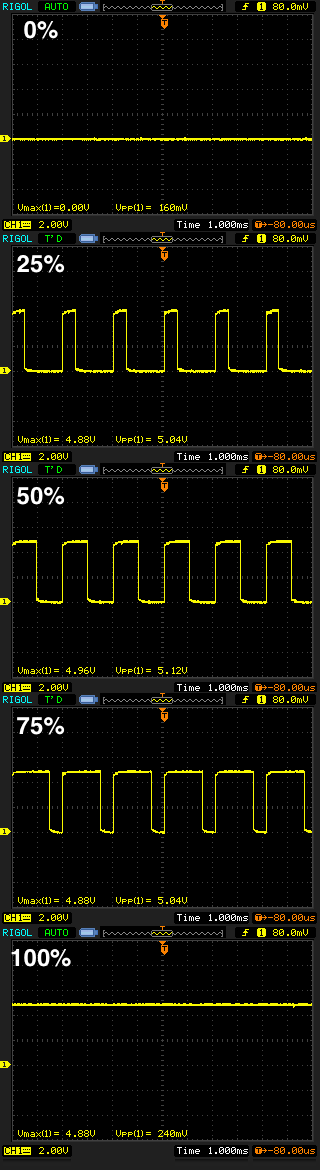 RIGOL AUTO T 1 80.0mV
T
0%
1
Vmax(1)=0.00V Vpp(1)= 160mV
CH1 2.00V Time 1.000ms T→-80.00us
RIGOL T'D T 1 80.0mV
T
25%
1
Vmax(1)= 4.88V Vpp(1)= 5.04V
CH1 2.00V Time 1.000ms T→-80.00us
RIGOL T'D T 1 80.0mV
T
50%
1
Vmax(1)= 4.96V Vpp(1)= 5.12V
CH1 2.00V Time 1.000ms T→-80.00us
RIGOL T'D T 1 80.0mV
T
75%
1
Vmax(1)= 4.88V Vpp(1)= 5.04V
CH1 2.00V Time 1.000ms T→-80.00us
RIGOL AUTO T 1 80.0mV
T
100%
1
Vmax(1)= 4.88V Vpp(1)= 240mV
CH1 2.00V Time 1.000ms T→-80.00us